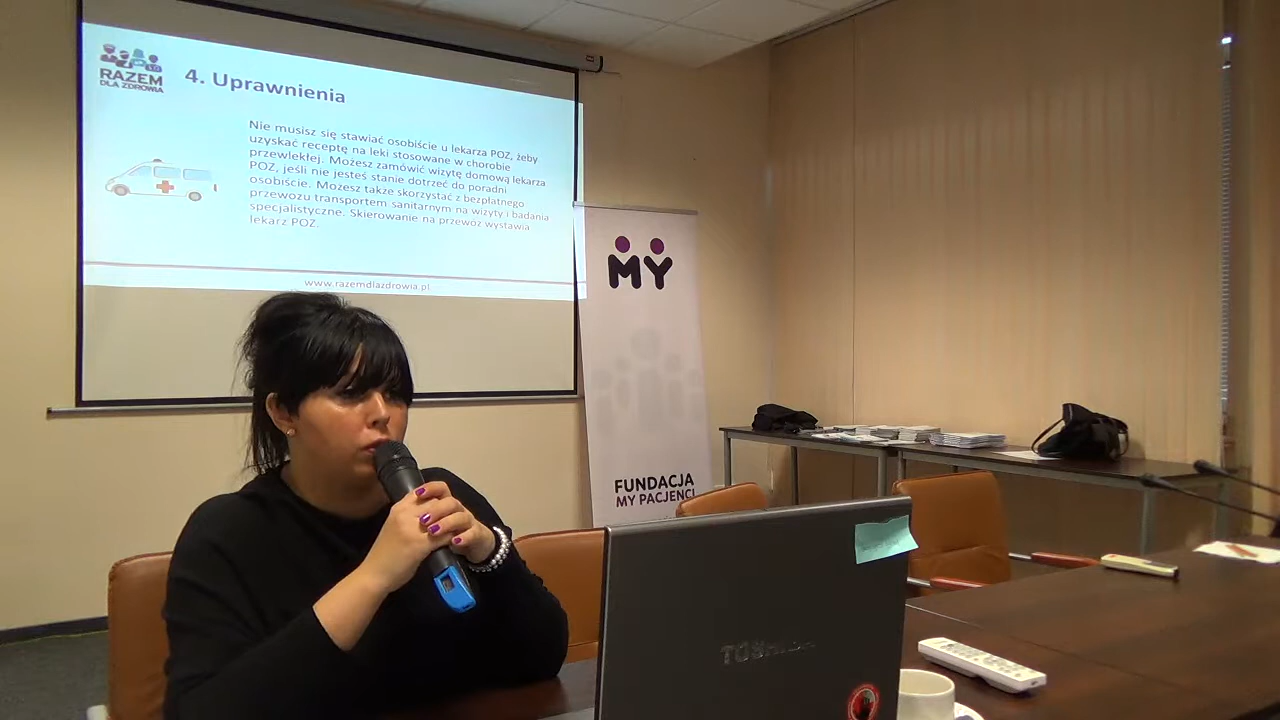 RAZEM
DLA ZDROWIA
4. Uprawnienia
Nie musisz się stawiać osobiście u lekarza POZ, żeby
uzyskać receptę na leki stosowane w chorobie
przewlekłej. Możesz zamówić wizytę domową lekarza
POZ, jeśli nie jesteś stanie dotrzeć do poradni
osobiście. Możesz także skorzystać z bezpłatnego
przewozu transportem sanitarnym na wizyty i badania
specjalistyczne. Skierowanie na przewóz wystawia
lekarz POZ.
www.razemdlazdrowia.pl
MY
FUNDACJA
MY PACJENCI
TOSHIBA